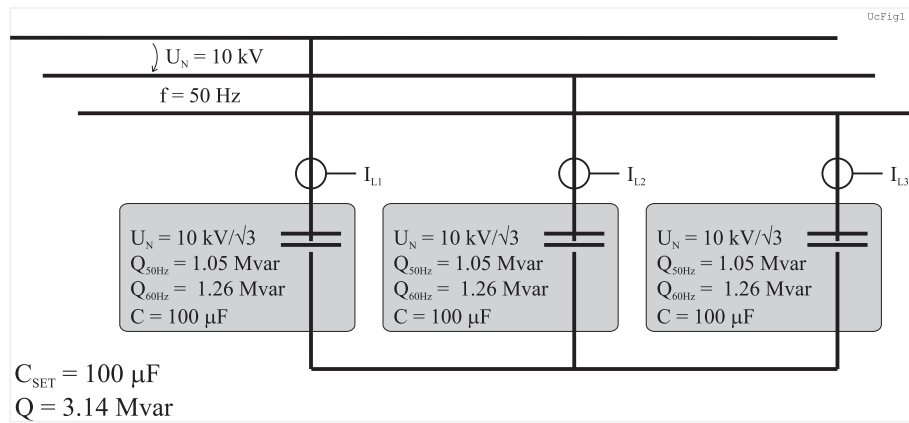 UcFig1
U_N = 10 kV
f = 50 Hz
I_L1
I_L2
I_L3
U_N = 10 kV/√3
Q_50Hz = 1.05 Mvar
Q_60Hz = 1.26 Mvar
C = 100 µF
U_N = 10 kV/√3
Q_50Hz = 1.05 Mvar
Q_60Hz = 1.26 Mvar
C = 100 µF
U_N = 10 kV/√3
Q_50Hz = 1.05 Mvar
Q_60Hz = 1.26 Mvar
C = 100 µF
C_SET = 100 µF
Q = 3.14 Mvar